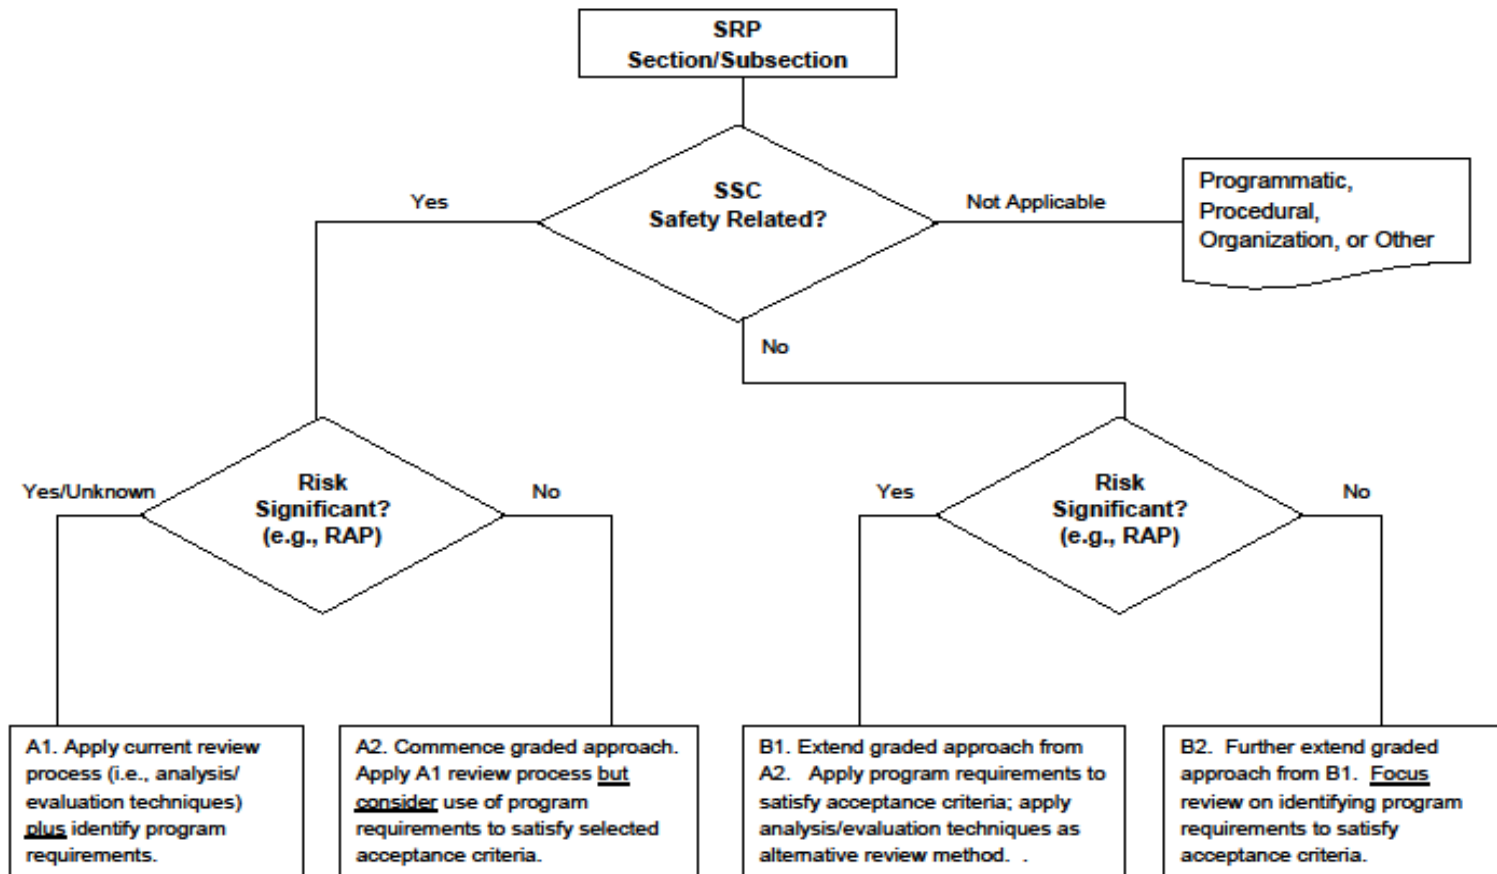 SRP
Section/Subsection
SSC
Safety Related?
Yes
Not Applicable
Programmatic,
Procedural,
Organization, or Other
No
Risk
Significant?
(e.g., RAP)
Yes/Unknown
No
Risk
Significant?
(e.g., RAP)
Yes
No
A1. Apply current review
process (i.e., analysis/
evaluation techniques)
plus identify program
requirements.
A2. Commence graded approach.
Apply A1 review process but
consider use of program
requirements to satisfy selected
acceptance criteria.
B1. Extend graded approach from
A2.   Apply program requirements to
satisfy acceptance criteria; apply
analysis/evaluation techniques as
alternative review method.  .
B2.  Further extend graded
approach from B1.  Focus
review on identifying program
requirements to satisfy
acceptance criteria.